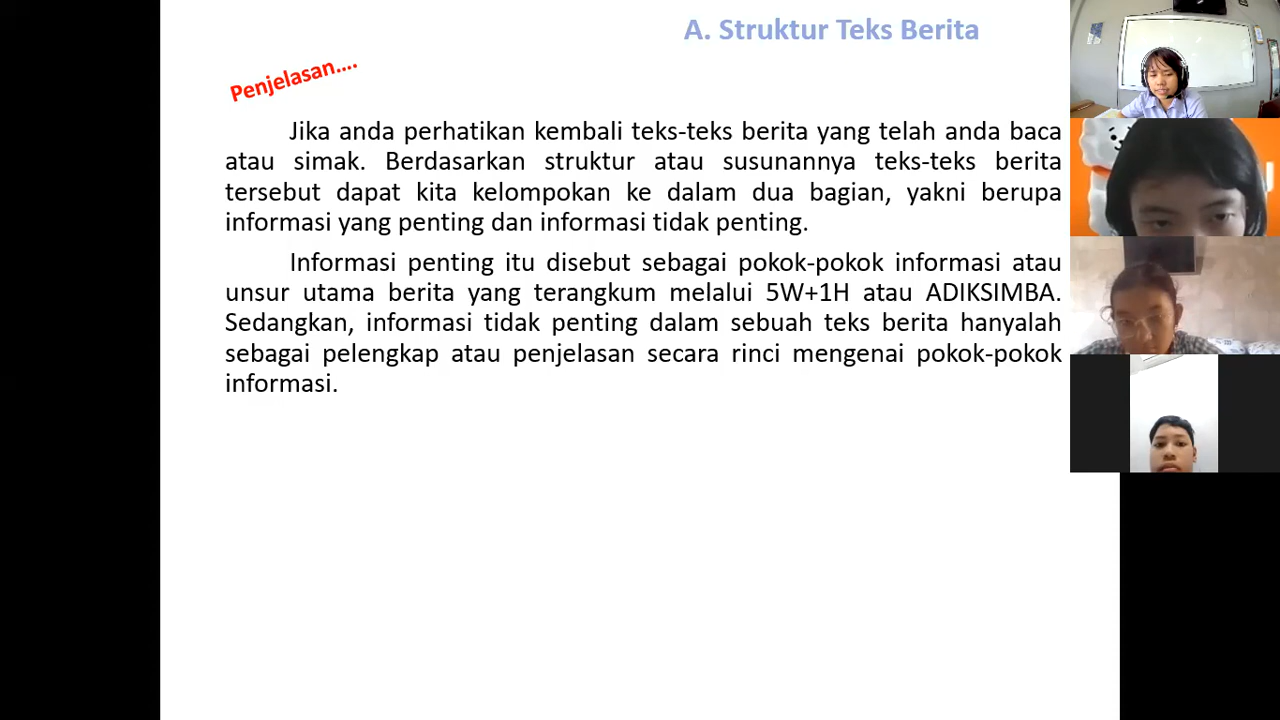 A. Struktur Teks Berita
Penjelasan....
Jika anda perhatikan kembali teks-teks berita yang telah anda baca
atau simak. Berdasarkan struktur atau susunannya teks-teks berita
tersebut dapat kita kelompokan ke dalam dua bagian, yakni berupa
informasi yang penting dan informasi tidak penting.
Informasi penting itu disebut sebagai pokok-pokok informasi atau
unsur utama berita yang terangkum melalui 5W+1H atau ADIKSIMBA.
Sedangkan, informasi tidak penting dalam sebuah teks berita hanyalah
sebagai pelengkap atau penjelasan secara rinci mengenai pokok-pokok
informasi.